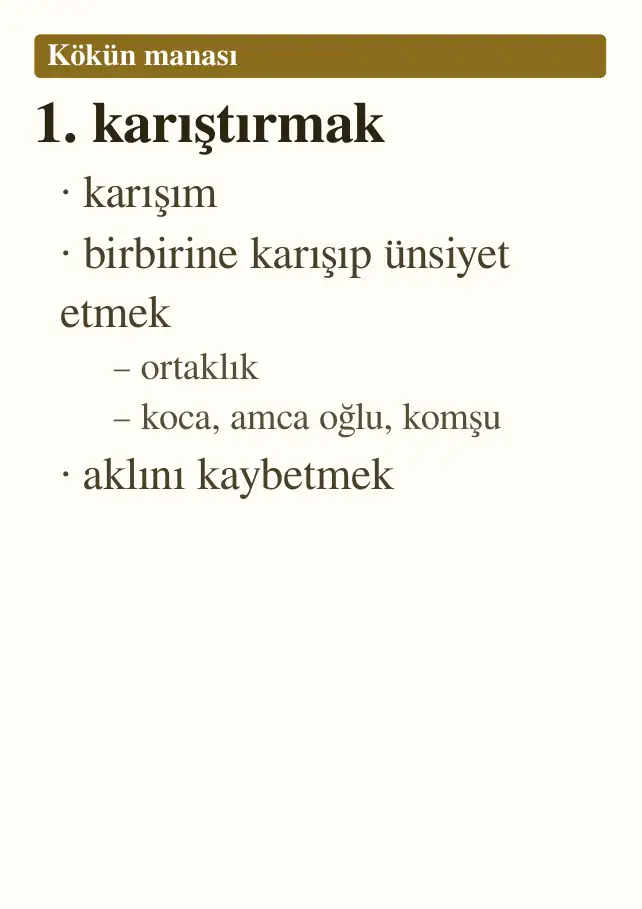 Kökün manası
1. karıştırmak
· karışım
· birbirine karışıp ünsiyet
etmek
– ortaklık
– koca, amca oğlu, komşu
· aklını kaybetmek